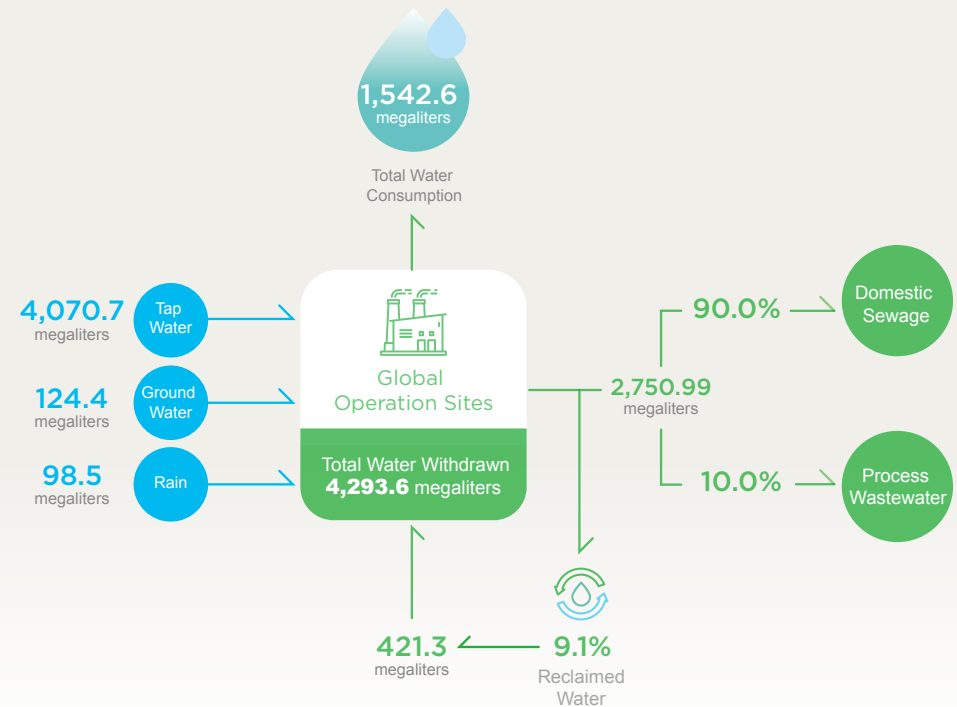 1,542.6
megaliters
Total Water
Consumption
4,070.7
megaliters
Tap
Water
124.4
megaliters
Ground
Water
98.5
megaliters
Rain
Global
Operation Sites
Total Water Withdrawn
4,293.6 megaliters
2,750.99
megaliters
90.0%
Domestic
Sewage
10.0%
Process
Wastewater
421.3
megaliters
9.1%
Reclaimed
Water